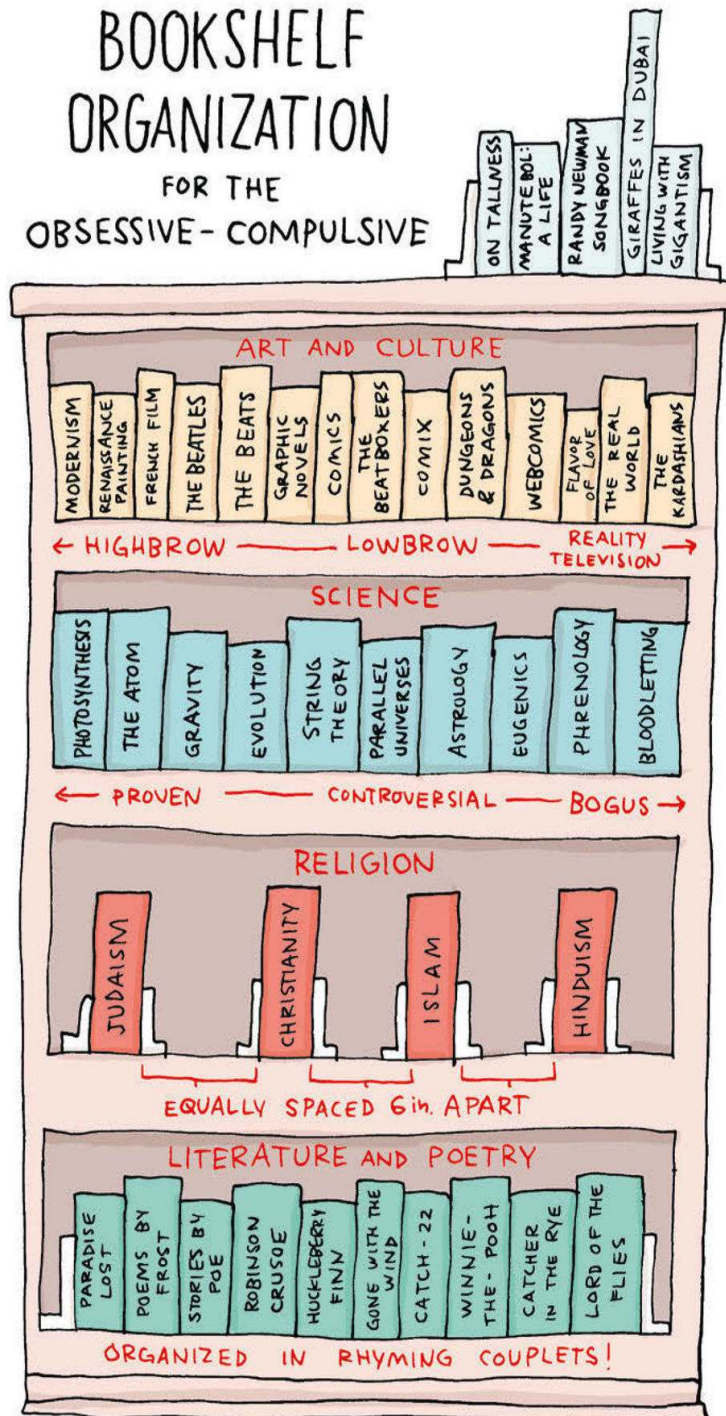 BOOKSHELF
ORGANIZATION
FOR THE
OBSESSIVE-COMPULSIVE
ON TALLNESS
MANUTE BOL:
A LIFE
RANDY NEWMAN
SONGBOOK
GIRAFFES IN DUBAI
LIVING WITH
GIGANTISM
ART AND CULTURE
MODERNISM
RENAISSANCE
PAINTING
FRENCH FILM
THE BEATLES
THE BEATS
GRAPHIC
NOVELS
COMICS
THE
BEATBOXERS
COMIX
DUNGEONS
& DRAGONS
WEBCOMICS
FLAVOR
OF LOVE
THE REAL
WORLD
THE
KARDASHIANS
← HIGHBROW — LOWBROW — REALITY
TELEVISION →
SCIENCE
PHOTOSYNTHESIS
THE ATOM
GRAVITY
EVOLUTION
STRING
THEORY
PARALLEL
UNIVERSES
ASTROLOGY
EUGENICS
PHRENOLOGY
BLOODLETTING
← PROVEN — CONTROVERSIAL — BOGUS →
RELIGION
JUDAISM
CHRISTIANITY
ISLAM
HINDUISM
EQUALLY SPACED 6 in. APART
LITERATURE AND POETRY
PARADISE
LOST
POEMS BY
FROST
STORIES BY
POE
ROBINSON
CRUSOE
HUCKLEBERRY
FINN
GONE WITH THE
WIND
CATCH-22
WINNIE-
THE-POOH
CATCHER
IN THE RYE
LORD OF THE
FLIES
ORGANIZED IN RHYMING COUPLETS!